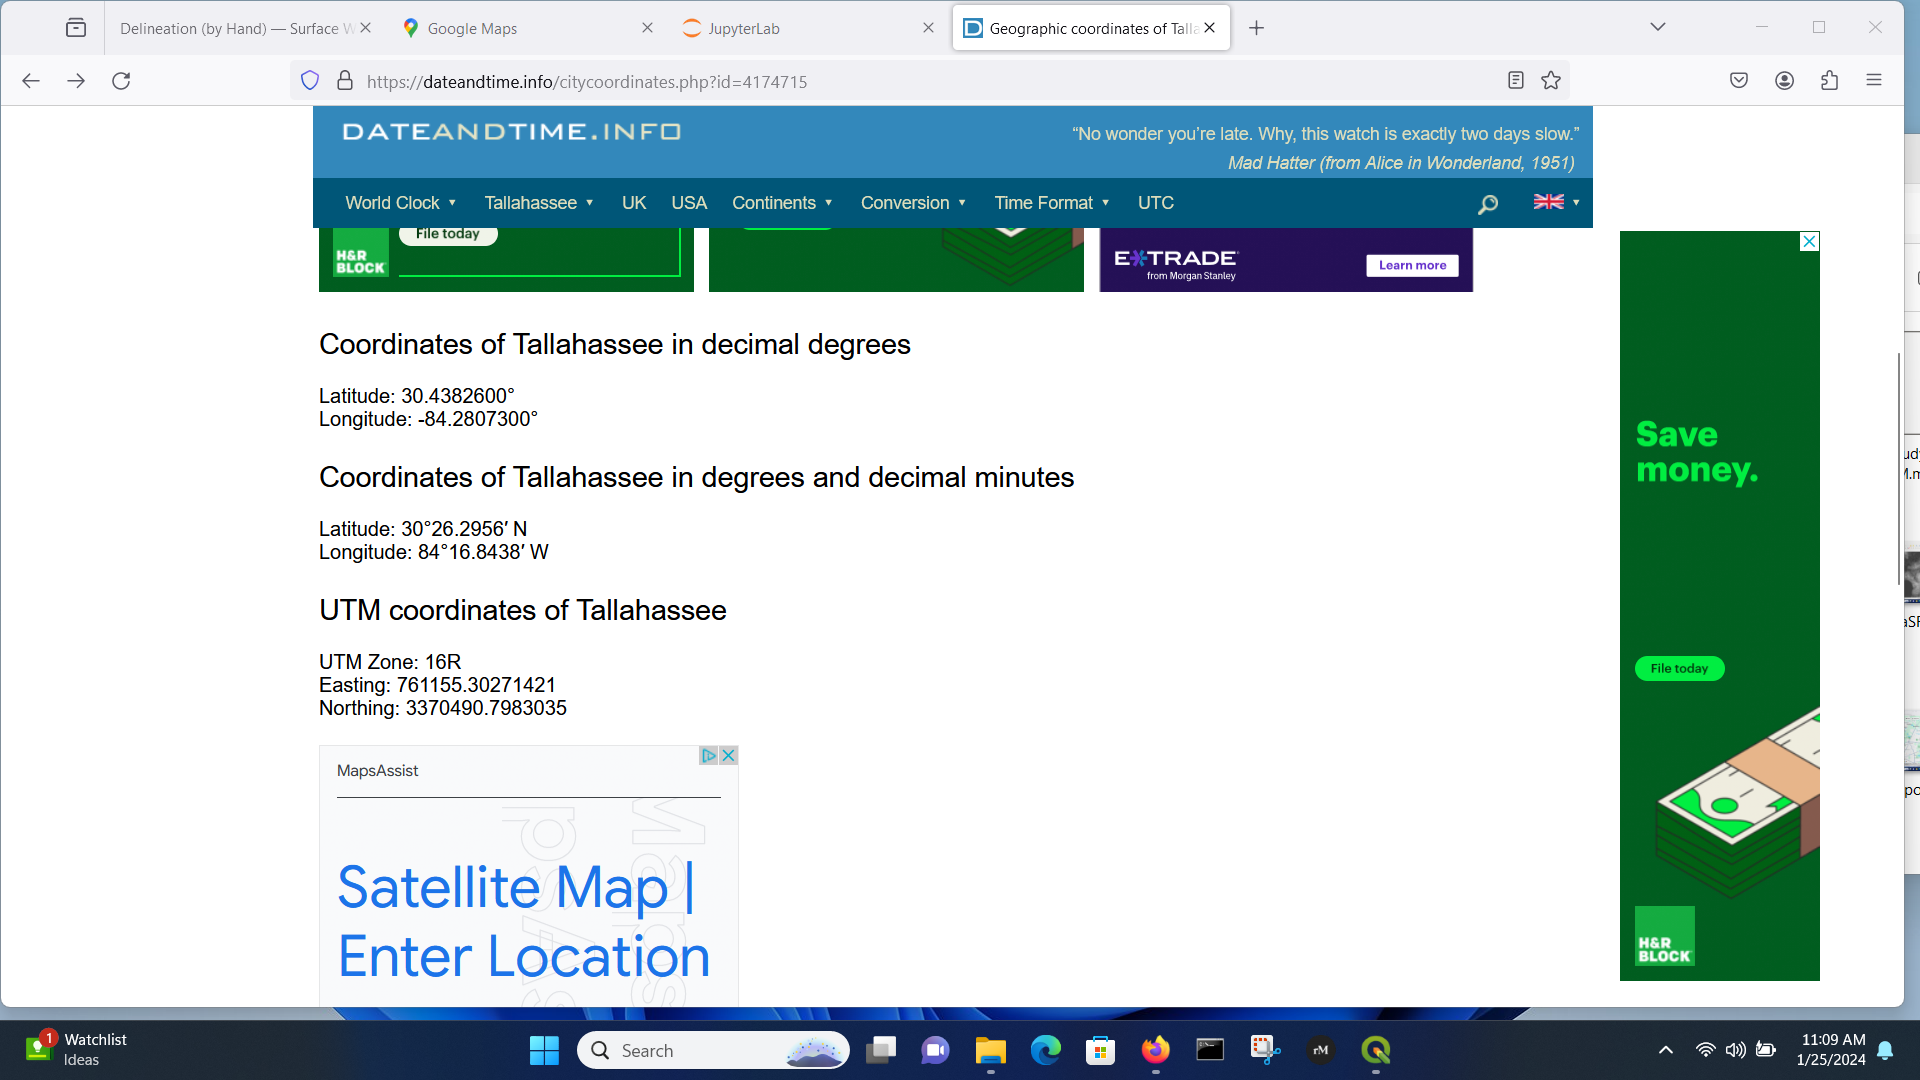 Delineation (by Hand) — Surface W
Google Maps
JupyterLab
Geographic coordinates of Talla
https://dateandtime.info/citycoordinates.php?id=4174715
DATEANDTIME.INFO
“No wonder you’re late. Why, this watch is exactly two days slow.”
Mad Hatter (from Alice in Wonderland, 1951)
World Clock ▼ Tallahassee ▼ UK USA Continents ▼ Conversion ▼ Time Format ▼ UTC
File today
H&R
BLOCK
E*TRADE
from Morgan Stanley
Learn more
Coordinates of Tallahassee in decimal degrees
Latitude: 30.4382600°
Longitude: -84.2807300°
Coordinates of Tallahassee in degrees and decimal minutes
Latitude: 30°26.2956′ N
Longitude: 84°16.8438′ W
UTM coordinates of Tallahassee
UTM Zone: 16R
Easting: 761155.30271421
Northing: 3370490.7983035
MapsAssist
Satellite Map |
Enter Location
Save
money.
File today
H&R
BLOCK
1
Watchlist
Ideas
Search
rM
11:09 AM
1/25/2024